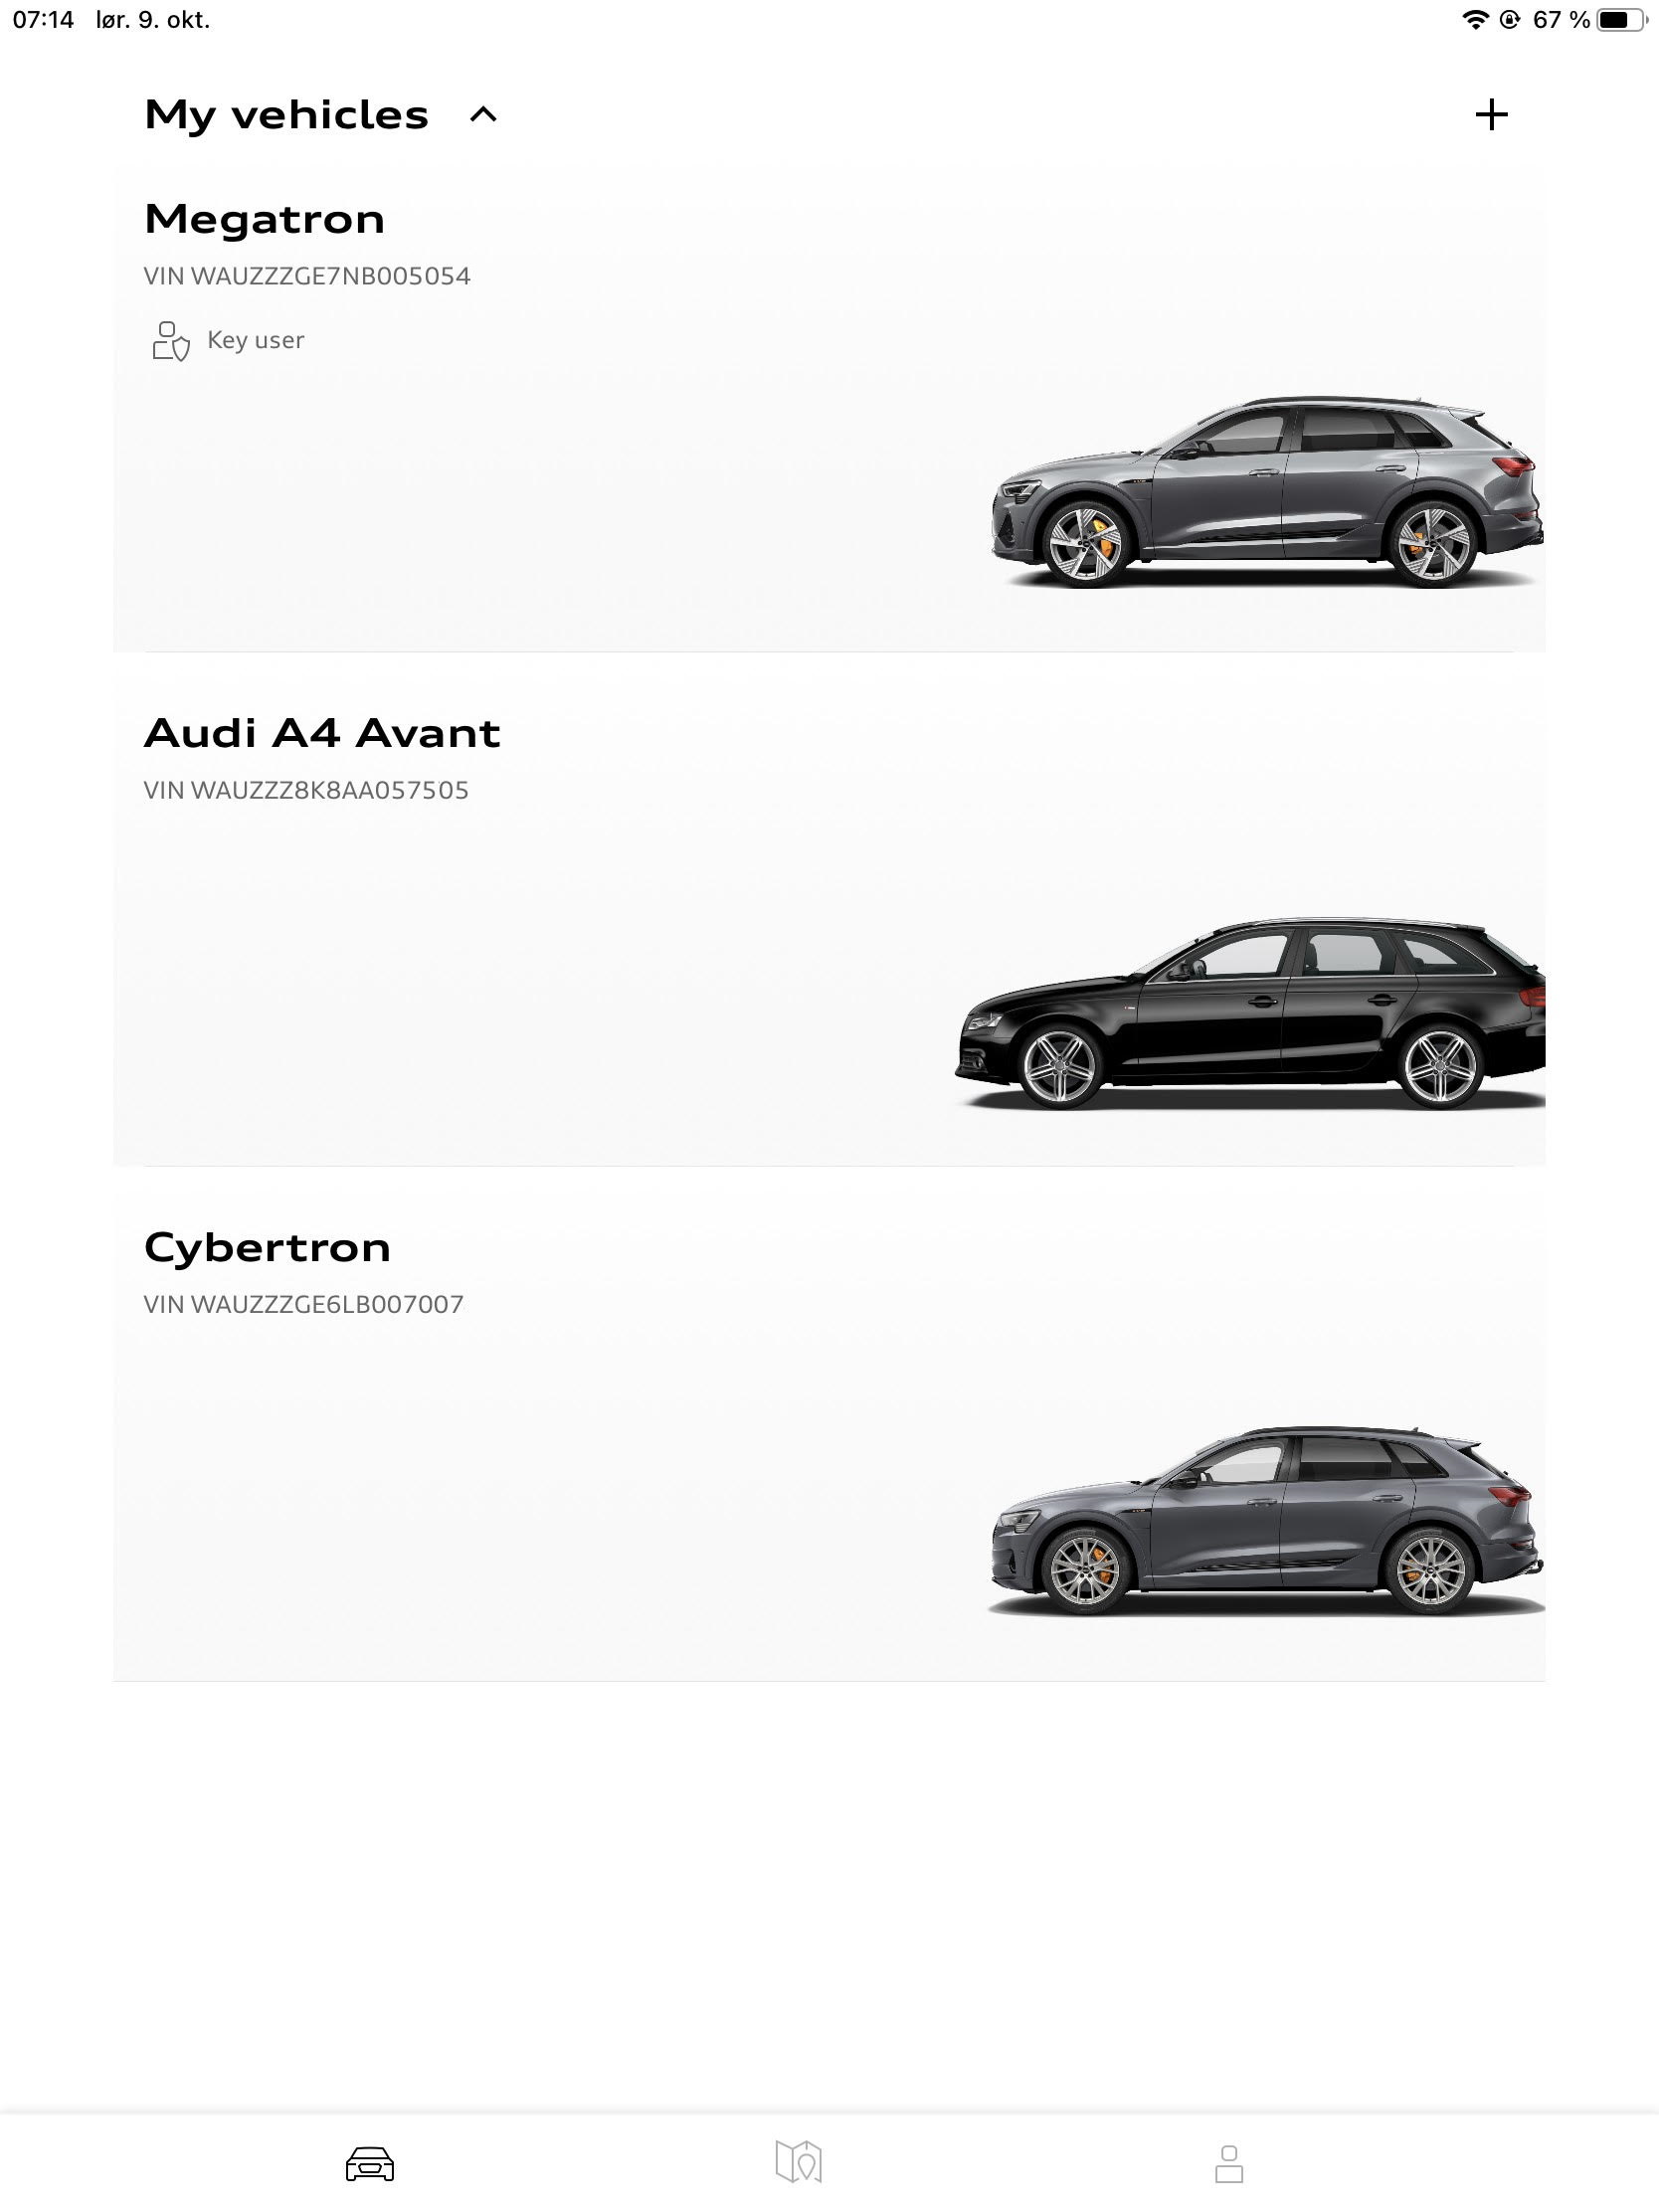 07:14 lør. 9. okt. 67 %
My vehicles
Megatron
VIN WAUZZZGE7NB005054
Key user
Audi A4 Avant
VIN WAUZZZ8K8AA057505
Cybertron
VIN WAUZZZGE6LB007007